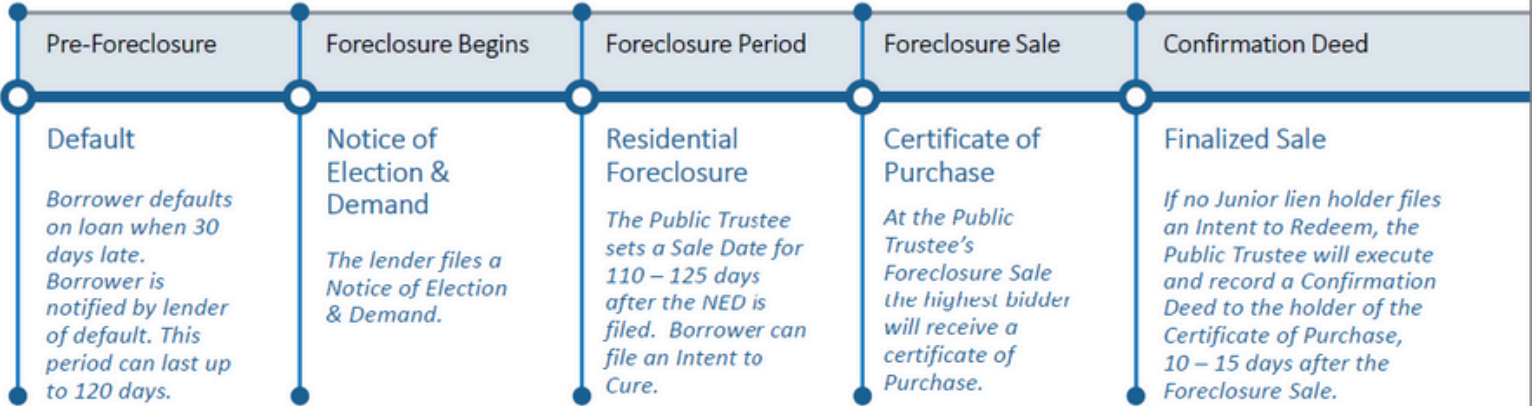 Pre-Foreclosure
Foreclosure Begins
Foreclosure Period
Foreclosure Sale
Confirmation Deed
Default
Borrower defaults
on loan when 30
days late.
Borrower is
notified by lender
of default. This
period can last up
to 120 days.
Notice of
Election &
Demand
The lender files a
Notice of Election
& Demand.
Residential
Foreclosure
The Public Trustee
sets a Sale Date for
110 – 125 days
after the NED is
filed. Borrower can
file an Intent to
Cure.
Certificate of
Purchase
At the Public
Trustee's
Foreclosure Sale
the highest bidder
will receive a
certificate of
Purchase.
Finalized Sale
If no Junior lien holder files
an Intent to Redeem, the
Public Trustee will execute
and record a Confirmation
Deed to the holder of the
Certificate of Purchase,
10 – 15 days after the
Foreclosure Sale.